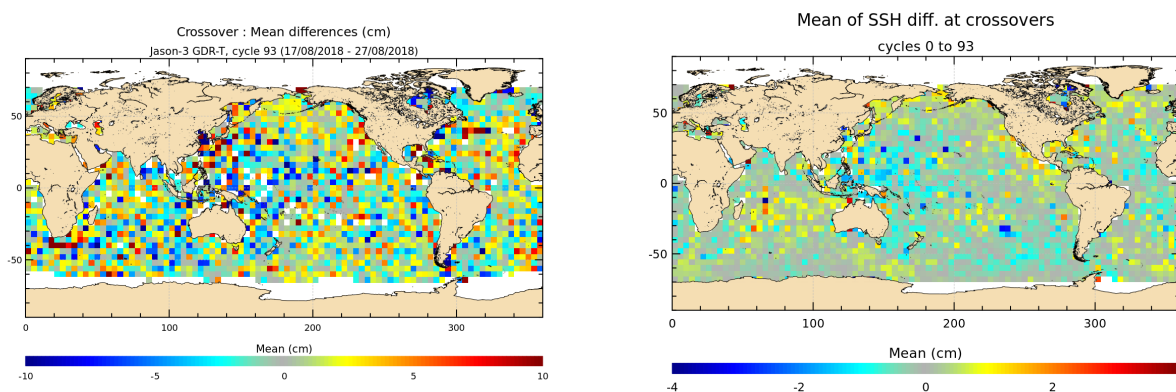 Crossover : Mean differences (cm)
Jason-3 GDR-T, cycle 93 (17/08/2018 - 27/08/2018)
50
0
-50
0 100 200 300
Mean (cm)
-10 -5 0 5 10
Mean of SSH diff. at crossovers
cycles 0 to 93
50
0
-50
0 100 200 300
Mean (cm)
-4 -2 0 2